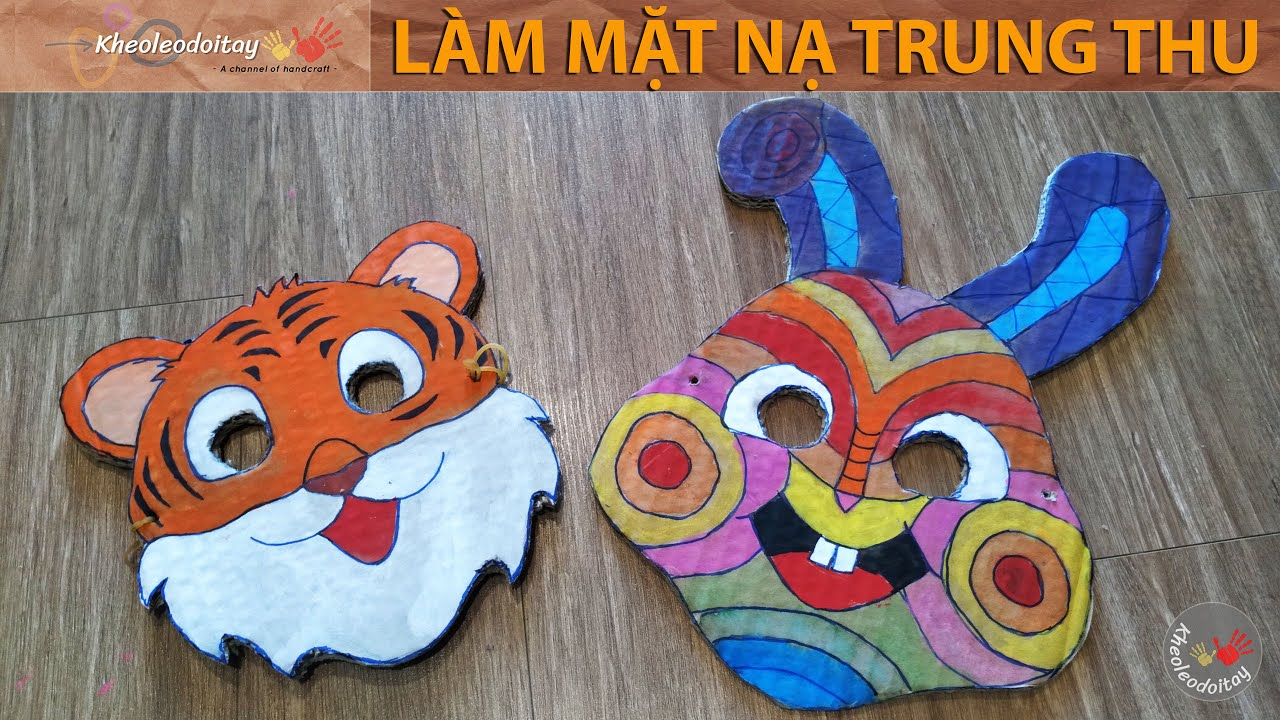 Kheoleodoitay
- A channel of handcraft -
LÀM MẶT NẠ TRUNG THU
Kheoleodoitay